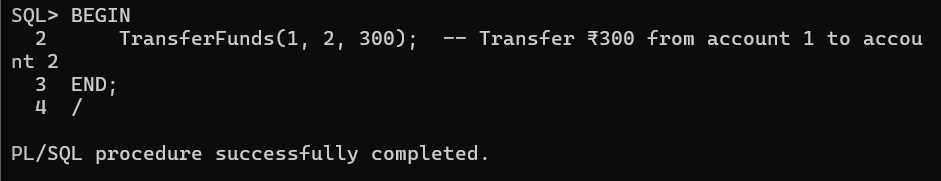 SQL> BEGIN
  2      TransferFunds(1, 2, 300);  -- Transfer ₹300 from account 1 to accou
nt 2
  3  END;
  4  /
PL/SQL procedure successfully completed.